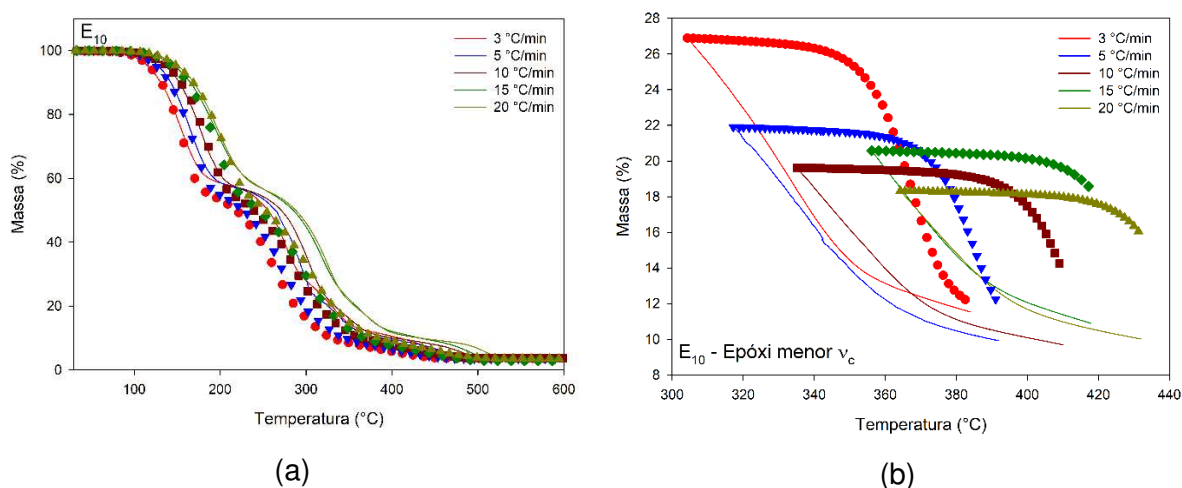 E₁₀
3 °C/min
5 °C/min
10 °C/min
15 °C/min
20 °C/min
Massa (%)
100
80
60
40
20
0
100
200
300
400
500
600
Temperatura (°C)
(a)
3 °C/min
5 °C/min
10 °C/min
15 °C/min
20 °C/min
Massa (%)
28
26
24
22
20
18
16
14
12
10
8
E₁₀ - Epóxi menor ν꜀
300
320
340
360
380
400
420
440
Temperatura (°C)
(b)